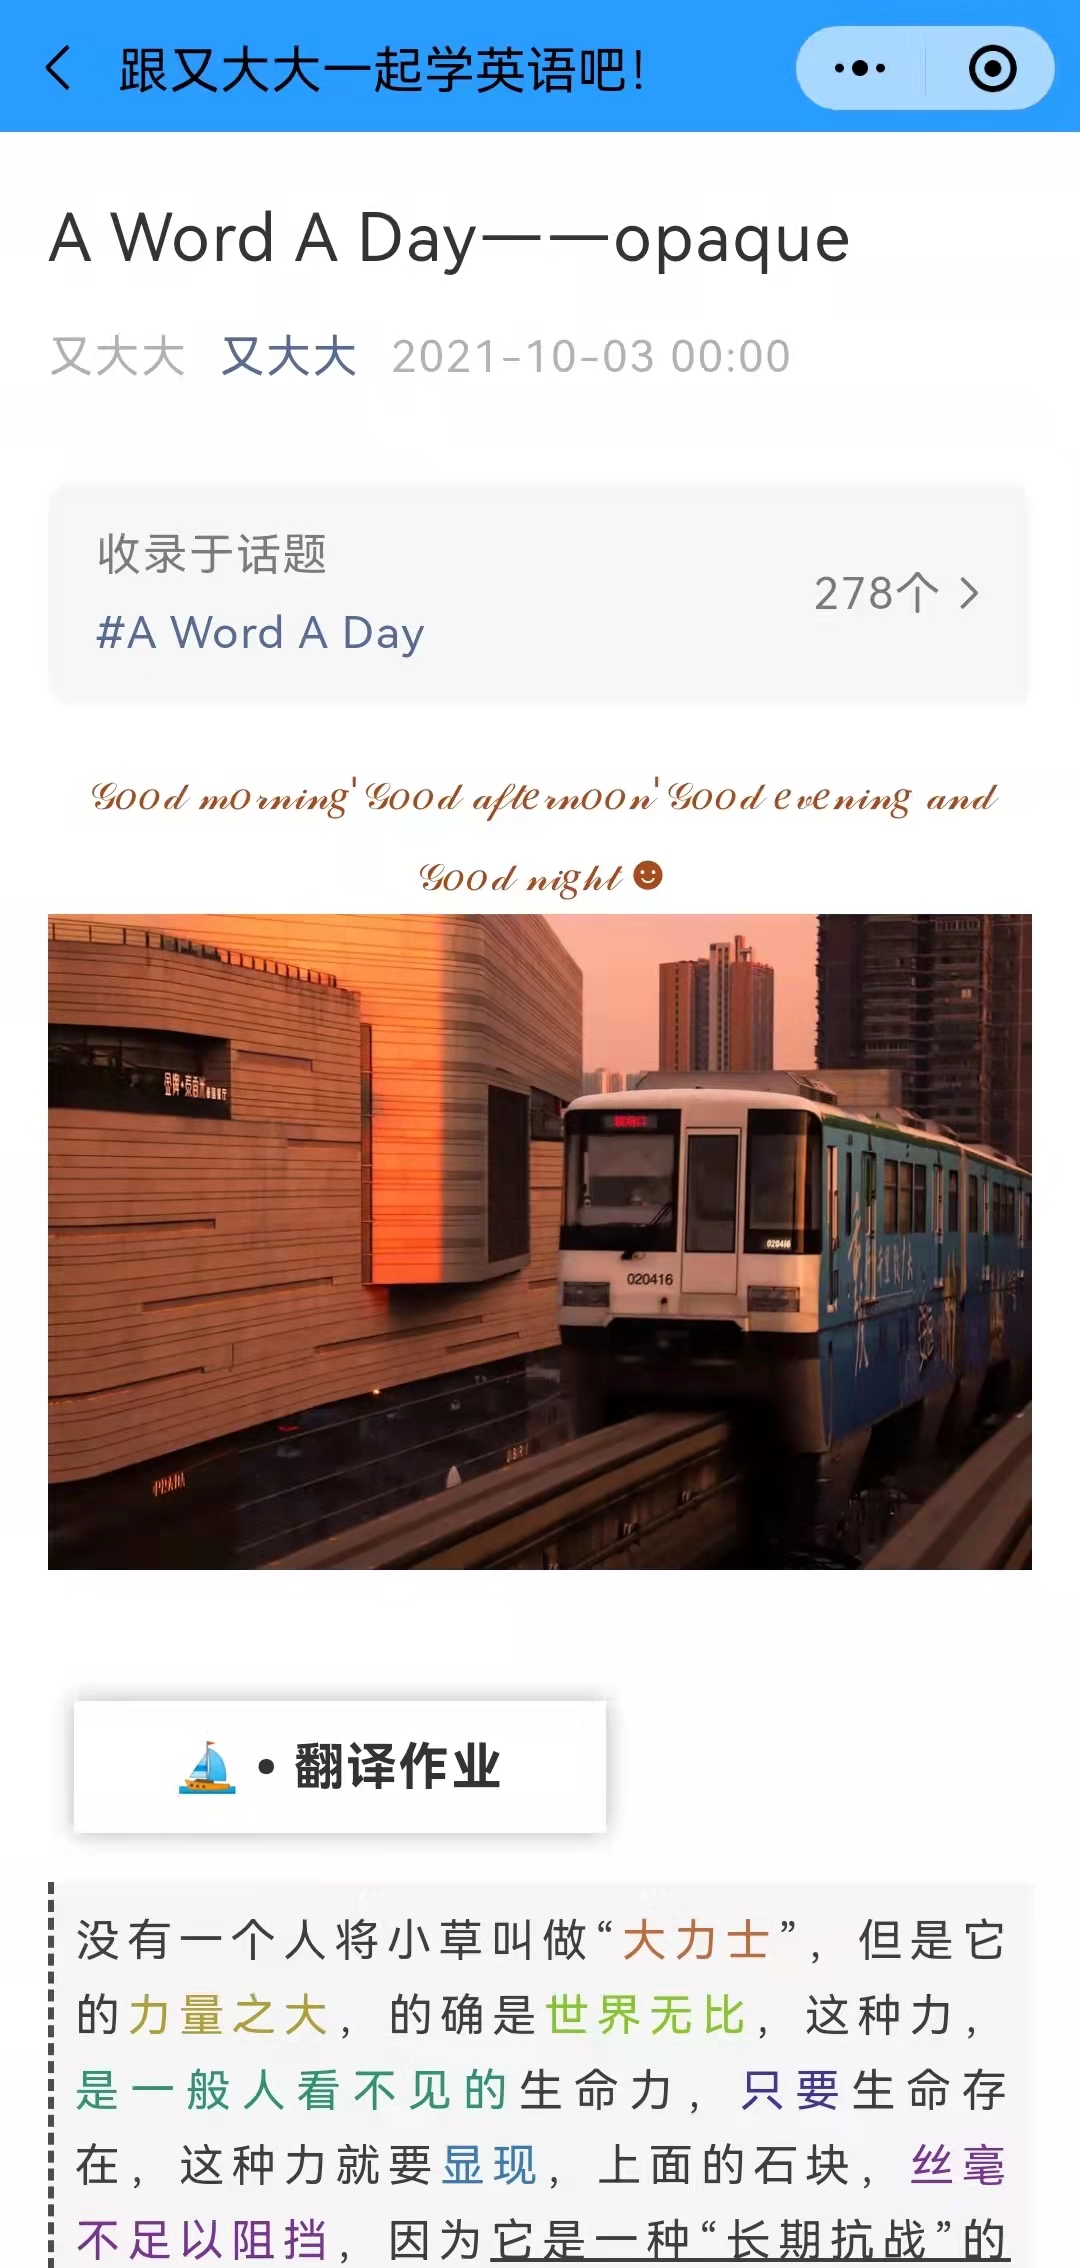 跟又大大一起学英语吧!
A Word A Day——opaque
又大大 又大大 2021-10-03 00:00
收录于话题
#A Word A Day
278个
Good morning'Good afternoon'Good evening and
Good night
020416
020416
PRADA
·翻译作业
没有一个人将小草叫做“大力士”，但是它
的力量之大，的确是世界无比，这种力，
是一般人看不见的生命力，只要生命存
在，这种力就要显现，上面的石块，丝毫
不足以阻挡，因为它是一种“长期抗战”的